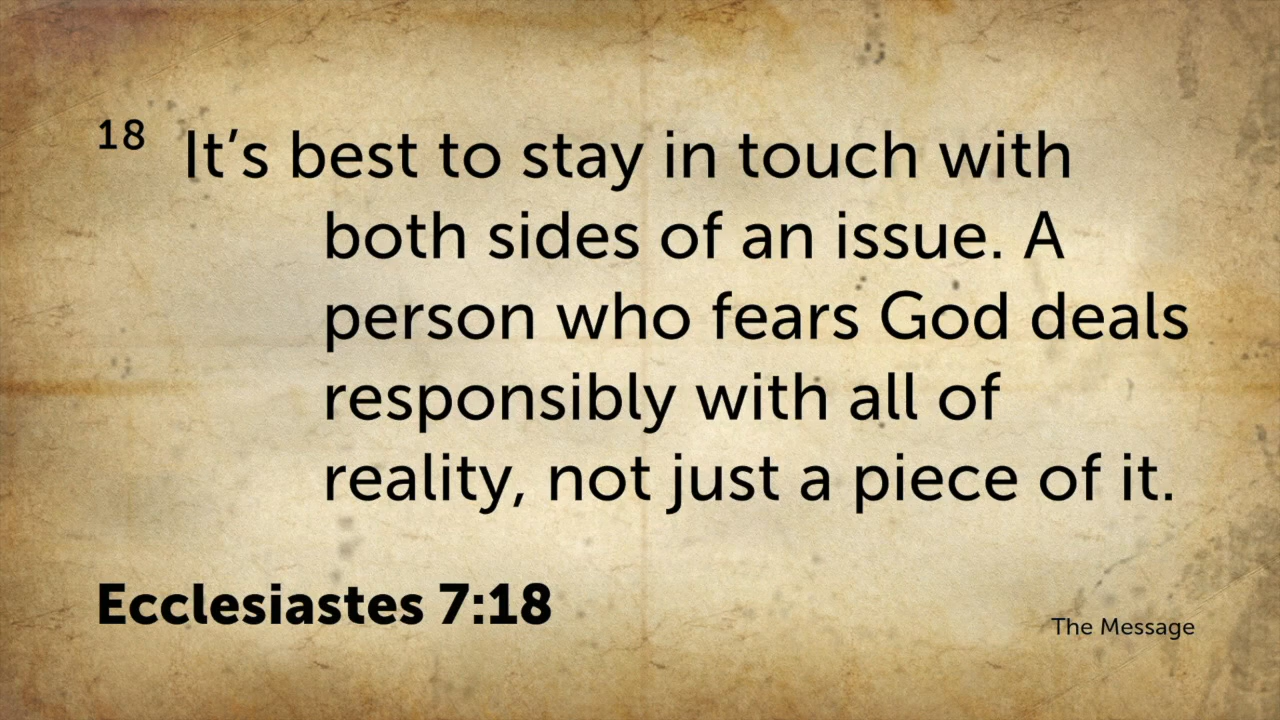 18 It’s best to stay in touch with
both sides of an issue. A
person who fears God deals
responsibly with all of
reality, not just a piece of it.
Ecclesiastes 7:18
The Message